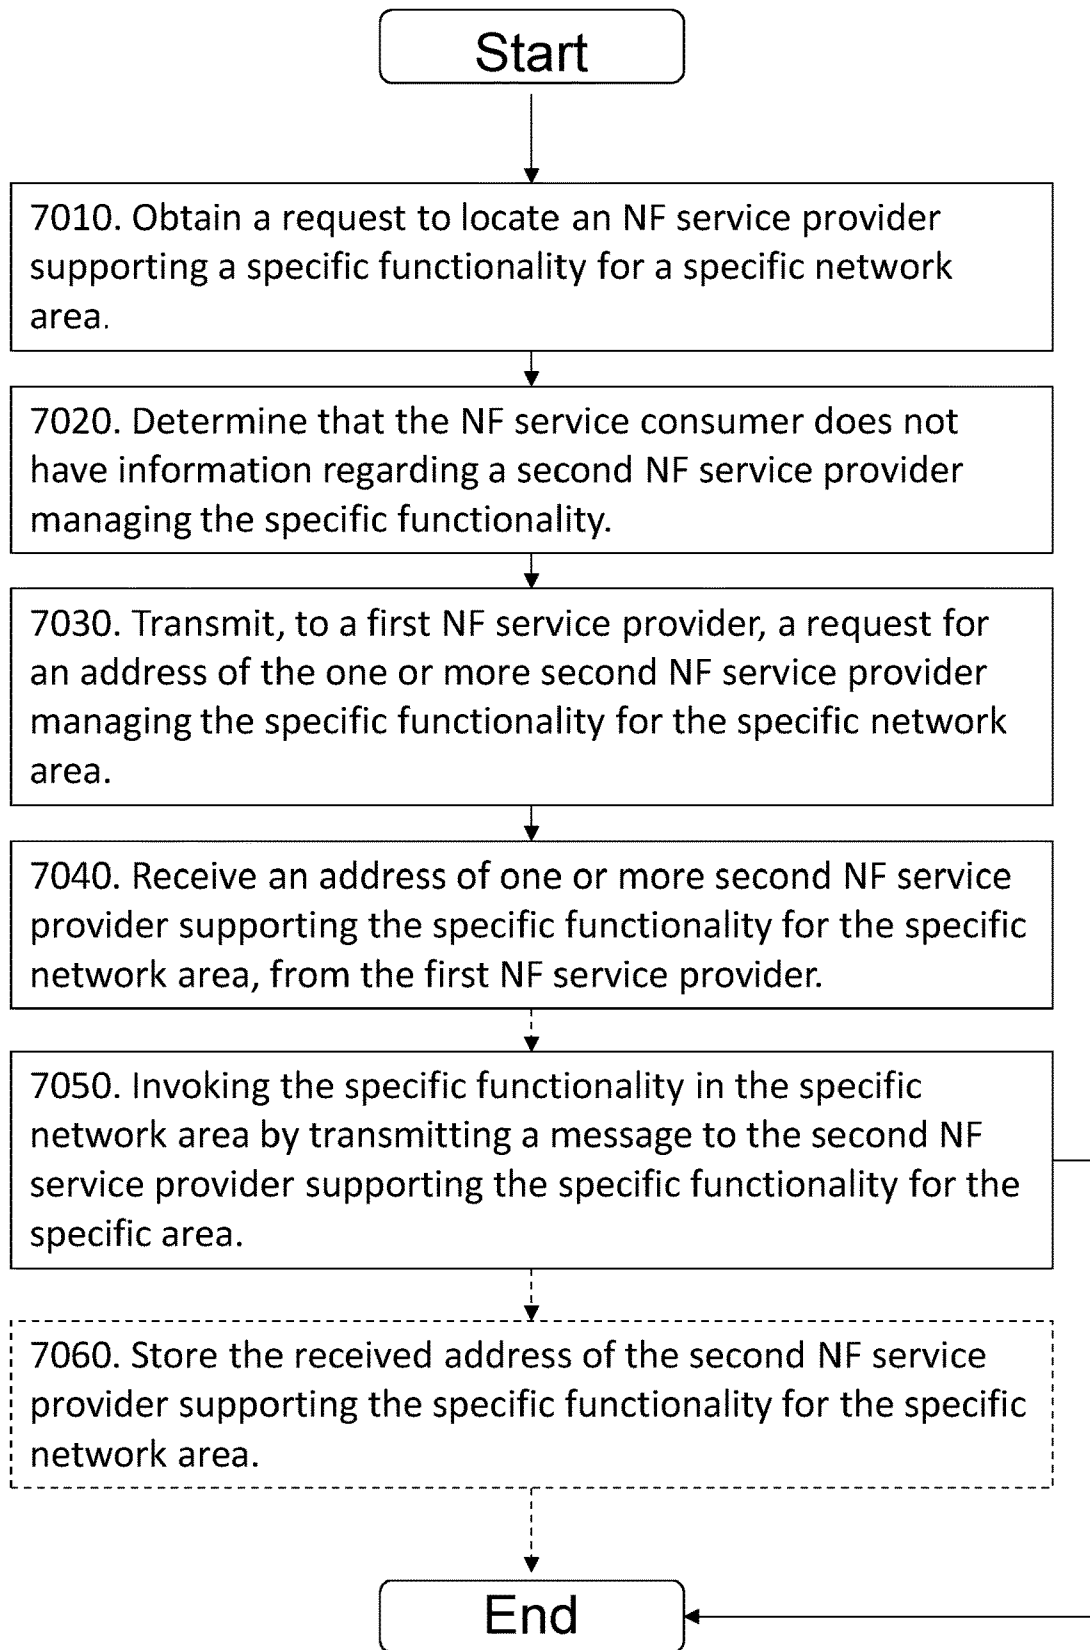 Start
7010. Obtain a request to locate an NF service provider
supporting a specific functionality for a specific network
area.
7020. Determine that the NF service consumer does not
have information regarding a second NF service provider
managing the specific functionality.
7030. Transmit, to a first NF service provider, a request for
an address of the one or more second NF service provider
managing the specific functionality for the specific network
area.
7040. Receive an address of one or more second NF service
provider supporting the specific functionality for the specific
network area, from the first NF service provider.
7050. Invoking the specific functionality in the specific
network area by transmitting a message to the second NF
service provider supporting the specific functionality for the
specific area.
7060. Store the received address of the second NF service
provider supporting the specific functionality for the specific
network area.
End